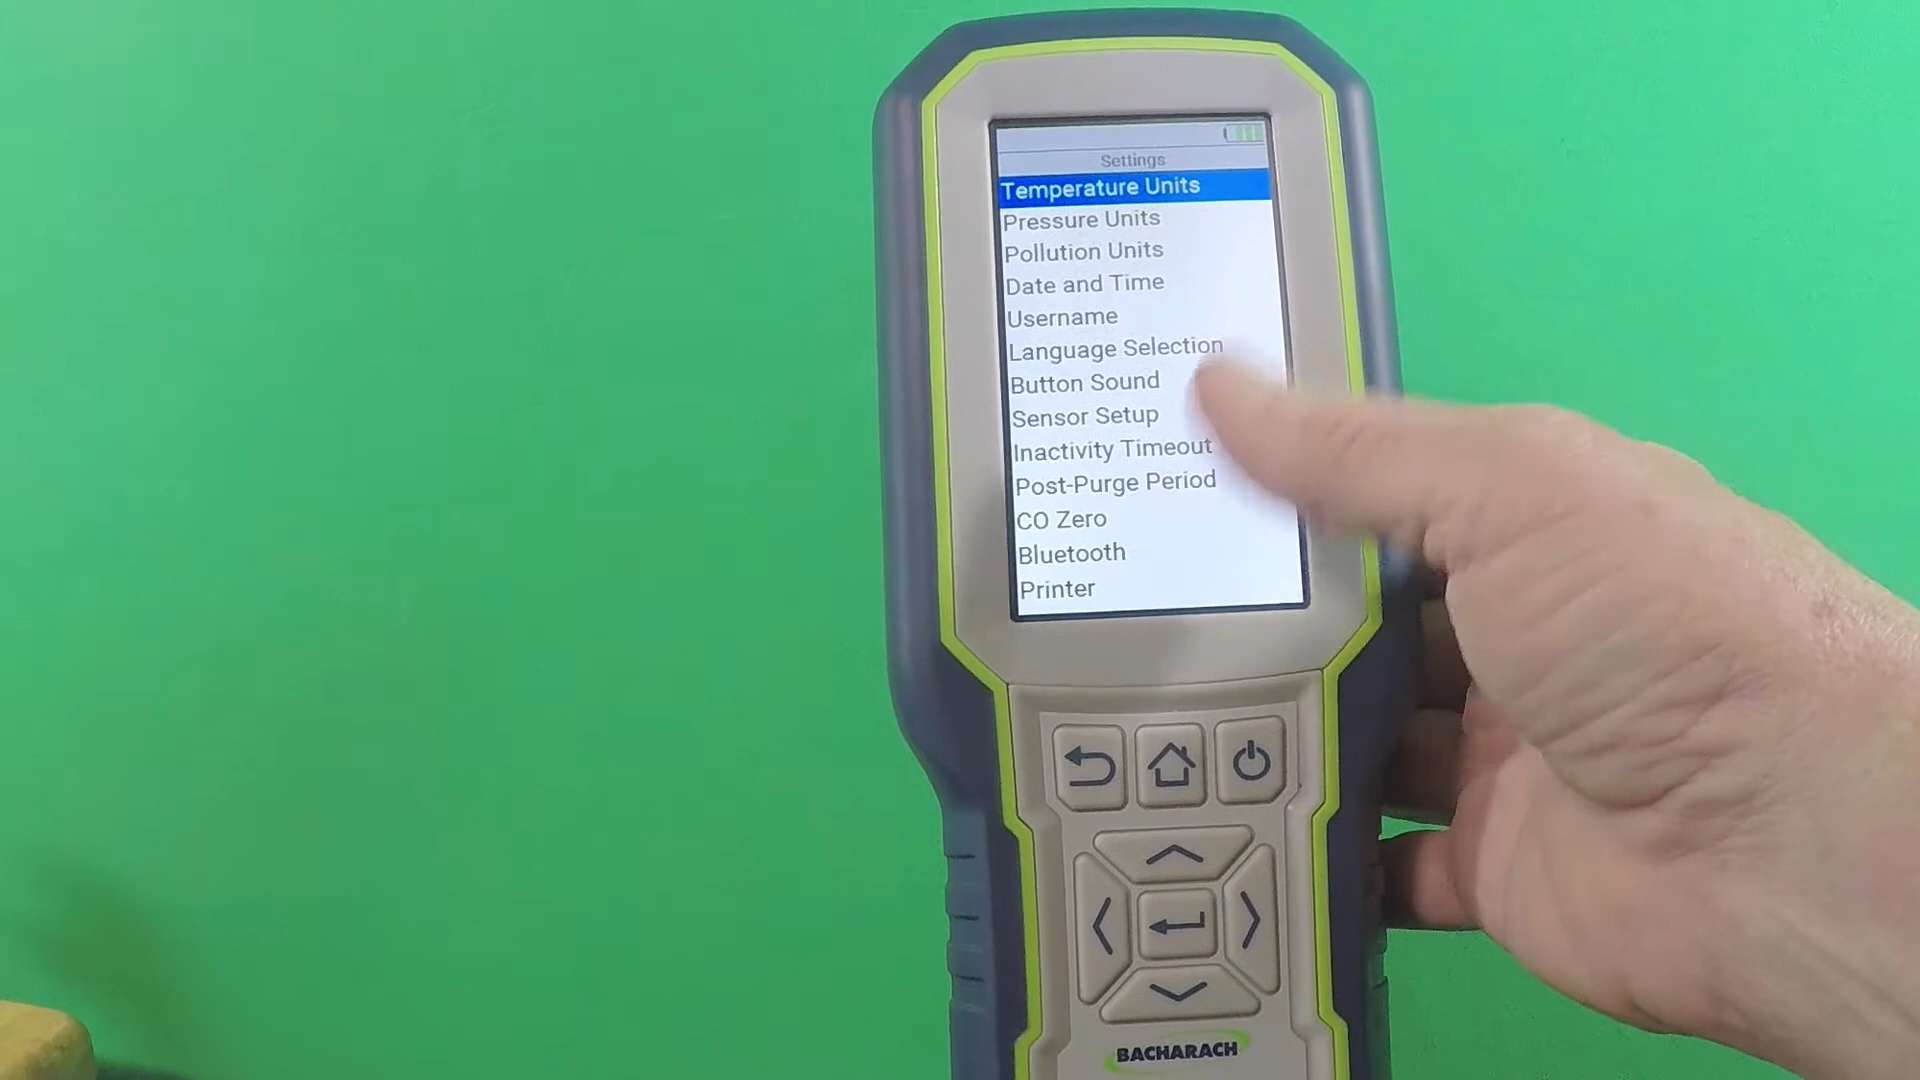 Settings
Temperature Units
Pressure Units
Pollution Units
Date and Time
Username
Language Selection
Button Sound
Sensor Setup
Inactivity Timeout
Post-Purge Period
CO Zero
Bluetooth
Printer
BACHARACH